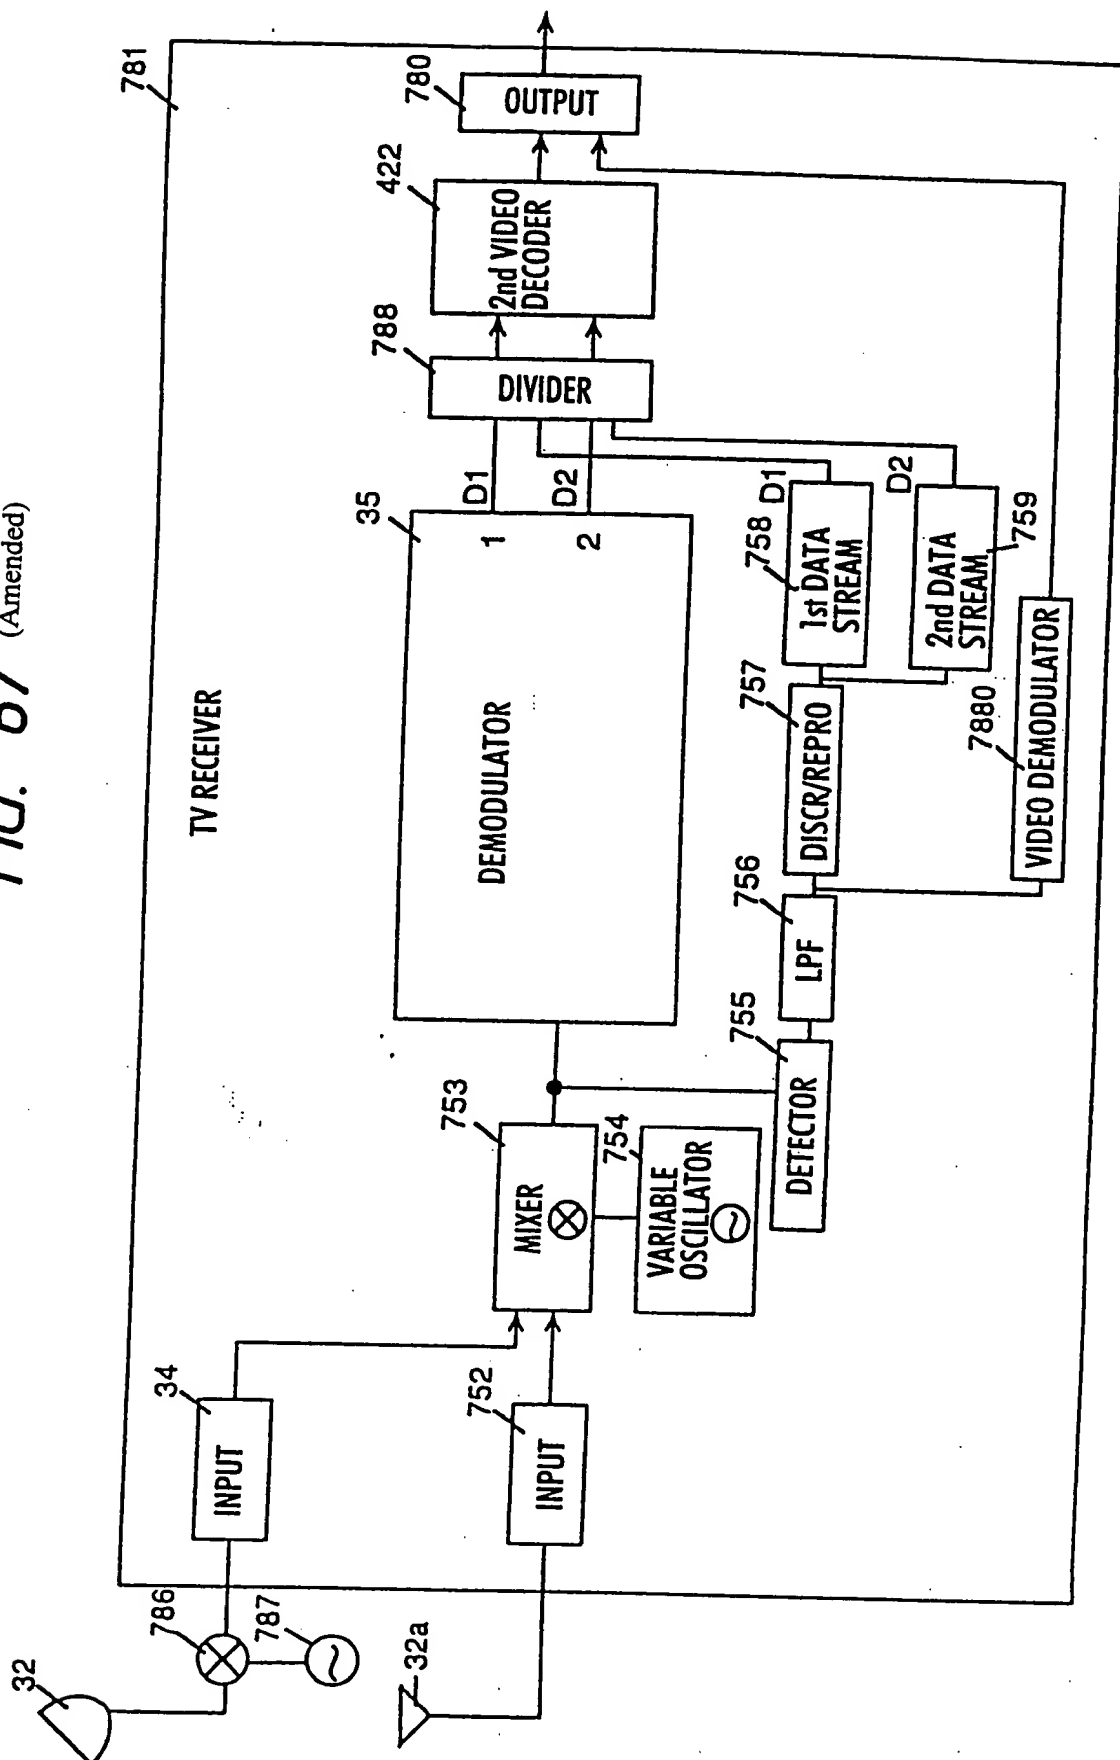 FIG. 67 (Amended)
781
TV RECEIVER
32
786
787
34
INPUT
32a
752
INPUT
753
MIXER
754
VARIABLE
OSCILLATOR
35
DEMODULATOR
1
2
D1
D2
788
DIVIDER
422
2nd VIDEO
DECODER
780
OUTPUT
755
DETECTOR
756
LPF
757
DISCR/REPRO
758
1st DATA
STREAM
D1
759
2nd DATA
STREAM
D2
7880
VIDEO DEMODULATOR